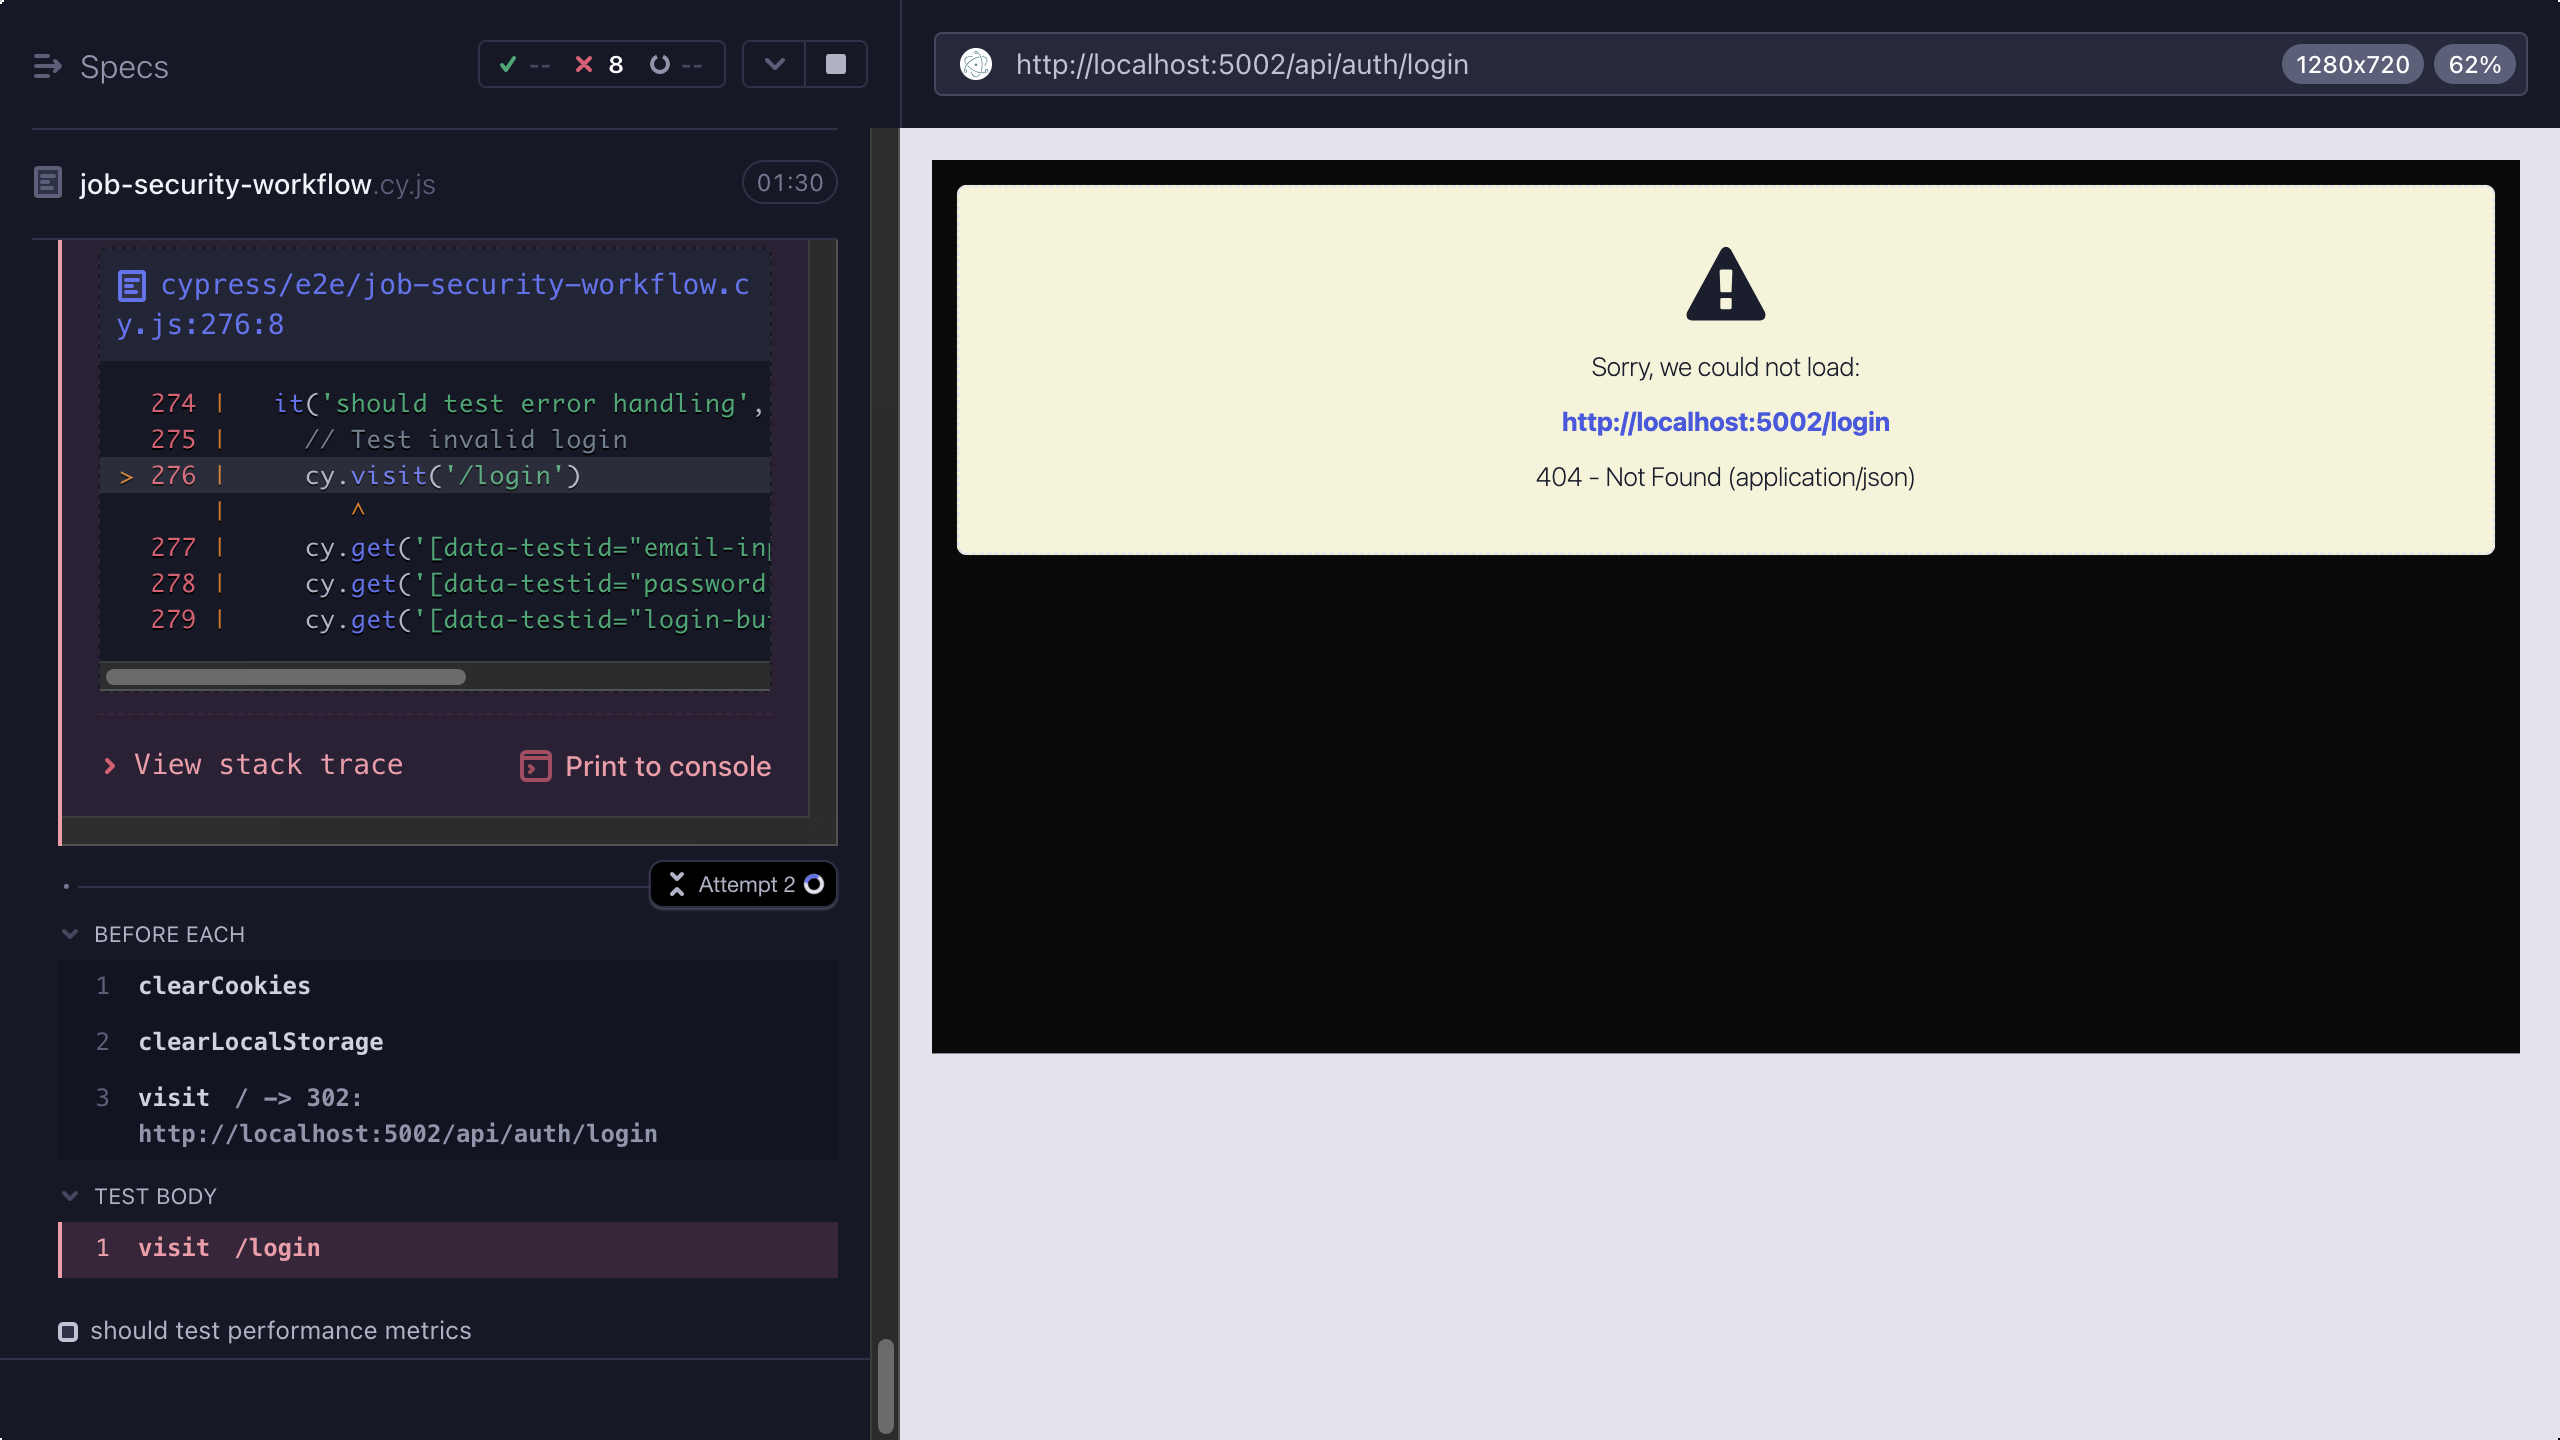 Specs
-- 8 --
job-security-workflow.cy.js
01:30
cypress/e2e/job-security-workflow.c
y.js:276:8
274 | it('should test error handling',
275 | // Test invalid login
> 276 | cy.visit('/login')
| ^
277 | cy.get('[data-testid="email-inp
278 | cy.get('[data-testid="password
279 | cy.get('[data-testid="login-bu
View stack trace
Print to console
Attempt 2
BEFORE EACH
1 clearCookies
2 clearLocalStorage
3 visit / -> 302:
http://localhost:5002/api/auth/login
TEST BODY
1 visit /login
should test performance metrics
http://localhost:5002/api/auth/login
1280x720
62%
Sorry, we could not load:
http://localhost:5002/login
404 - Not Found (application/json)